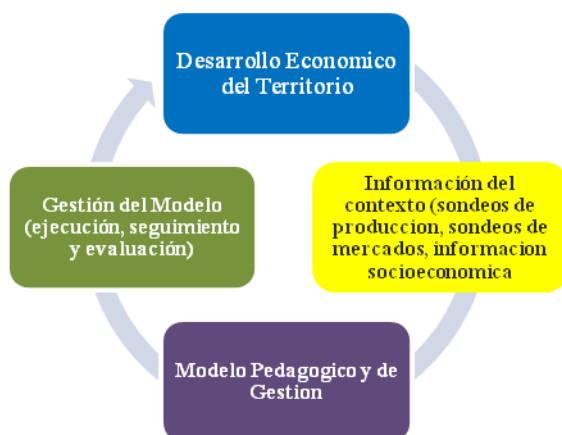 Desarrollo Economico
del Territorio
Gestión del Modelo
(ejecución, seguimiento
y evaluación)
Información del
contexto (sondeos de
produccion, sondeos de
mercados, informacion
socioeconomica
Modelo Pedagogico y de
Gestion